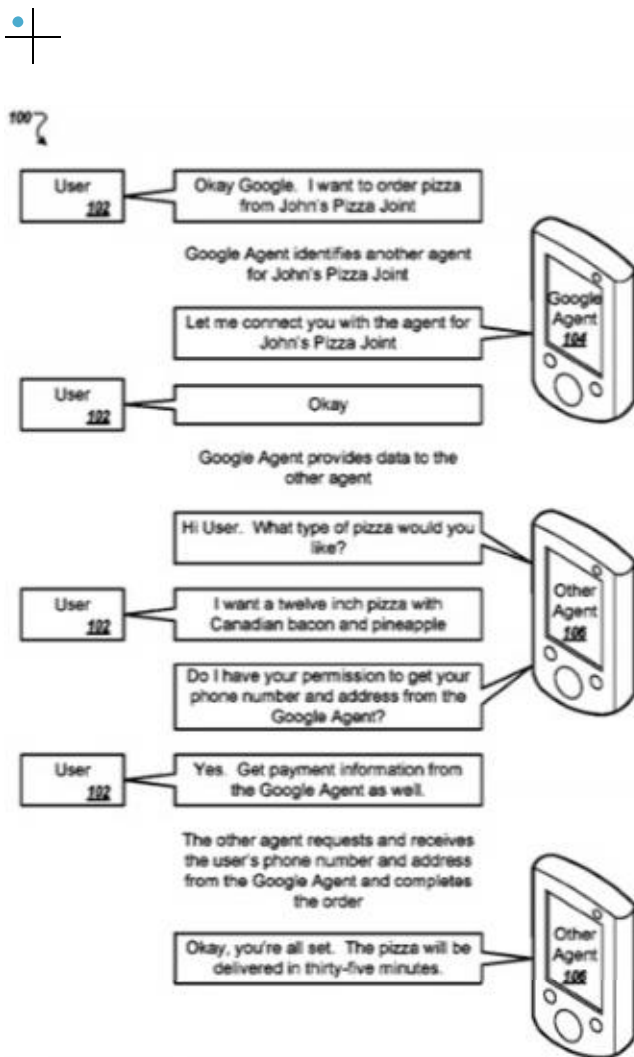 100
User
102
Okay Google. I want to order pizza
from John's Pizza Joint
Google Agent identifies another agent
for John's Pizza Joint
Google
Agent
104
Let me connect you with the agent for
John's Pizza Joint
User
102
Okay
Google Agent provides data to the
other agent
Hi User. What type of pizza would you
like?
Other
Agent
106
User
102
I want a twelve inch pizza with
Canadian bacon and pineapple
Do I have your permission to get your
phone number and address from the
Google Agent?
User
102
Yes. Get payment information from
the Google Agent as well.
The other agent requests and receives
the user's phone number and address
from the Google Agent and completes
the order
Other
Agent
106
Okay, you're all set. The pizza will be
delivered in thirty-five minutes.